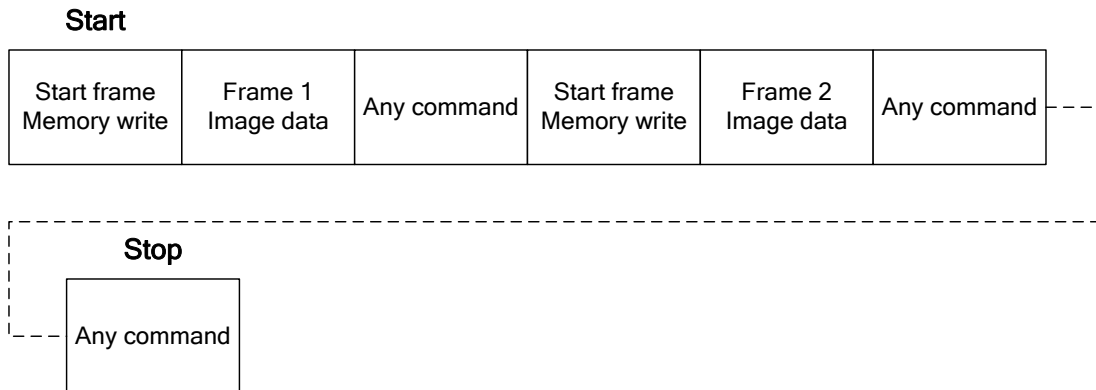 Start
Start frame
Memory write
Frame 1
Image data
Any command
Start frame
Memory write
Frame 2
Image data
Any command
Stop
Any command